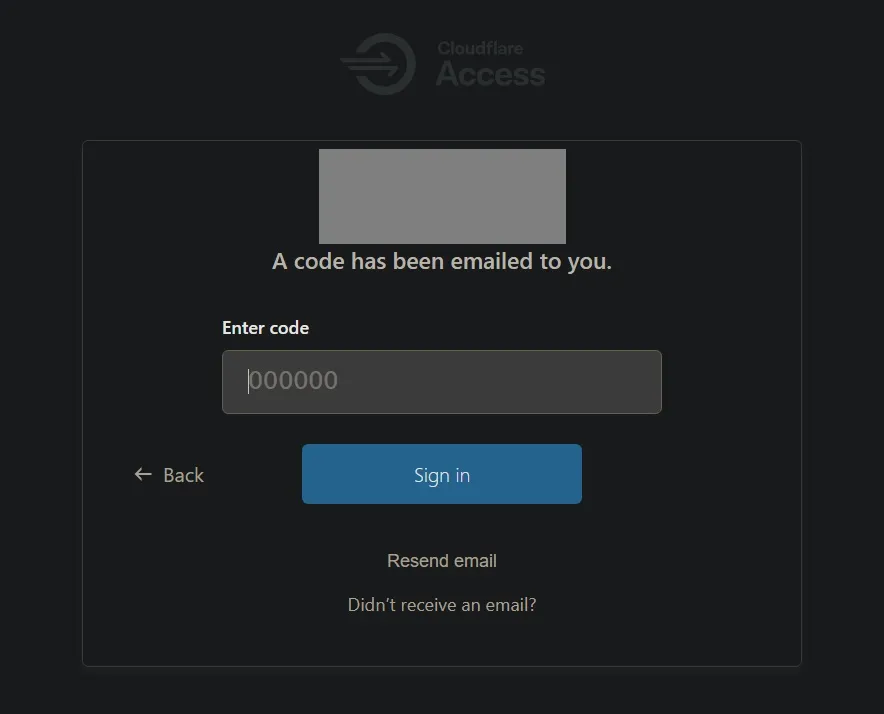 Cloudflare
Access
A code has been emailed to you.
Enter code
000000
← Back
Sign in
Resend email
Didn’t receive an email?